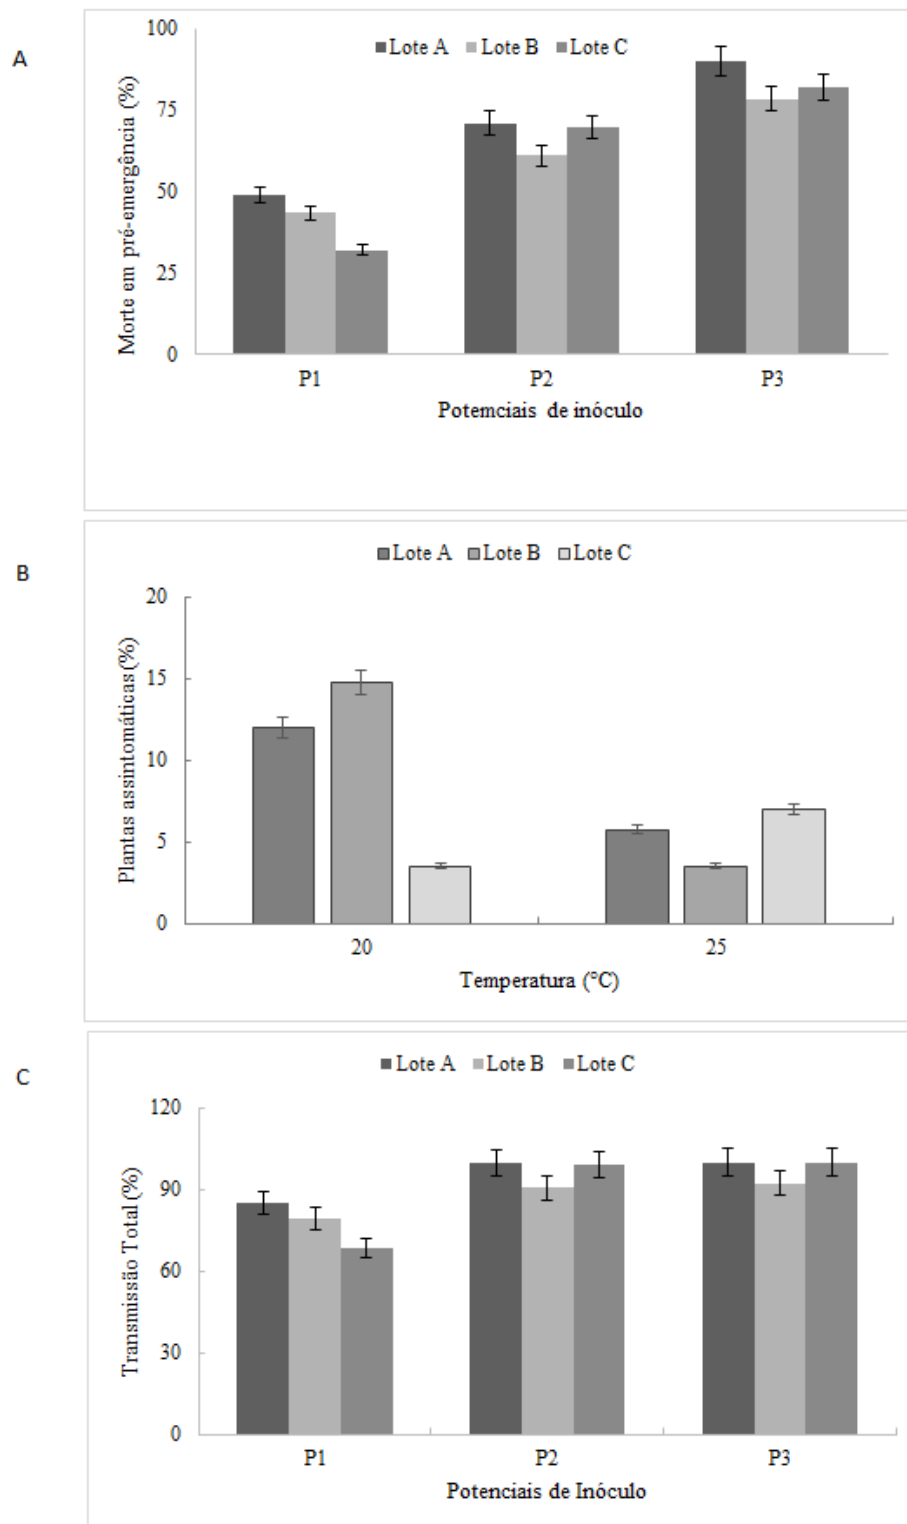 A
Lote A Lote B Lote C
Morte em pré-emergência (%)
100
75
50
25
0
P1 P2 P3
Potemciais de inóculo
B
Lote A Lote B Lote C
Plantas assintomáticas (%)
20
15
10
5
0
20 25
Temperatura (°C)
C
Lote A Lote B Lote C
Transmissão Total (%)
120
90
60
30
0
P1 P2 P3
Potenciais de Inóculo